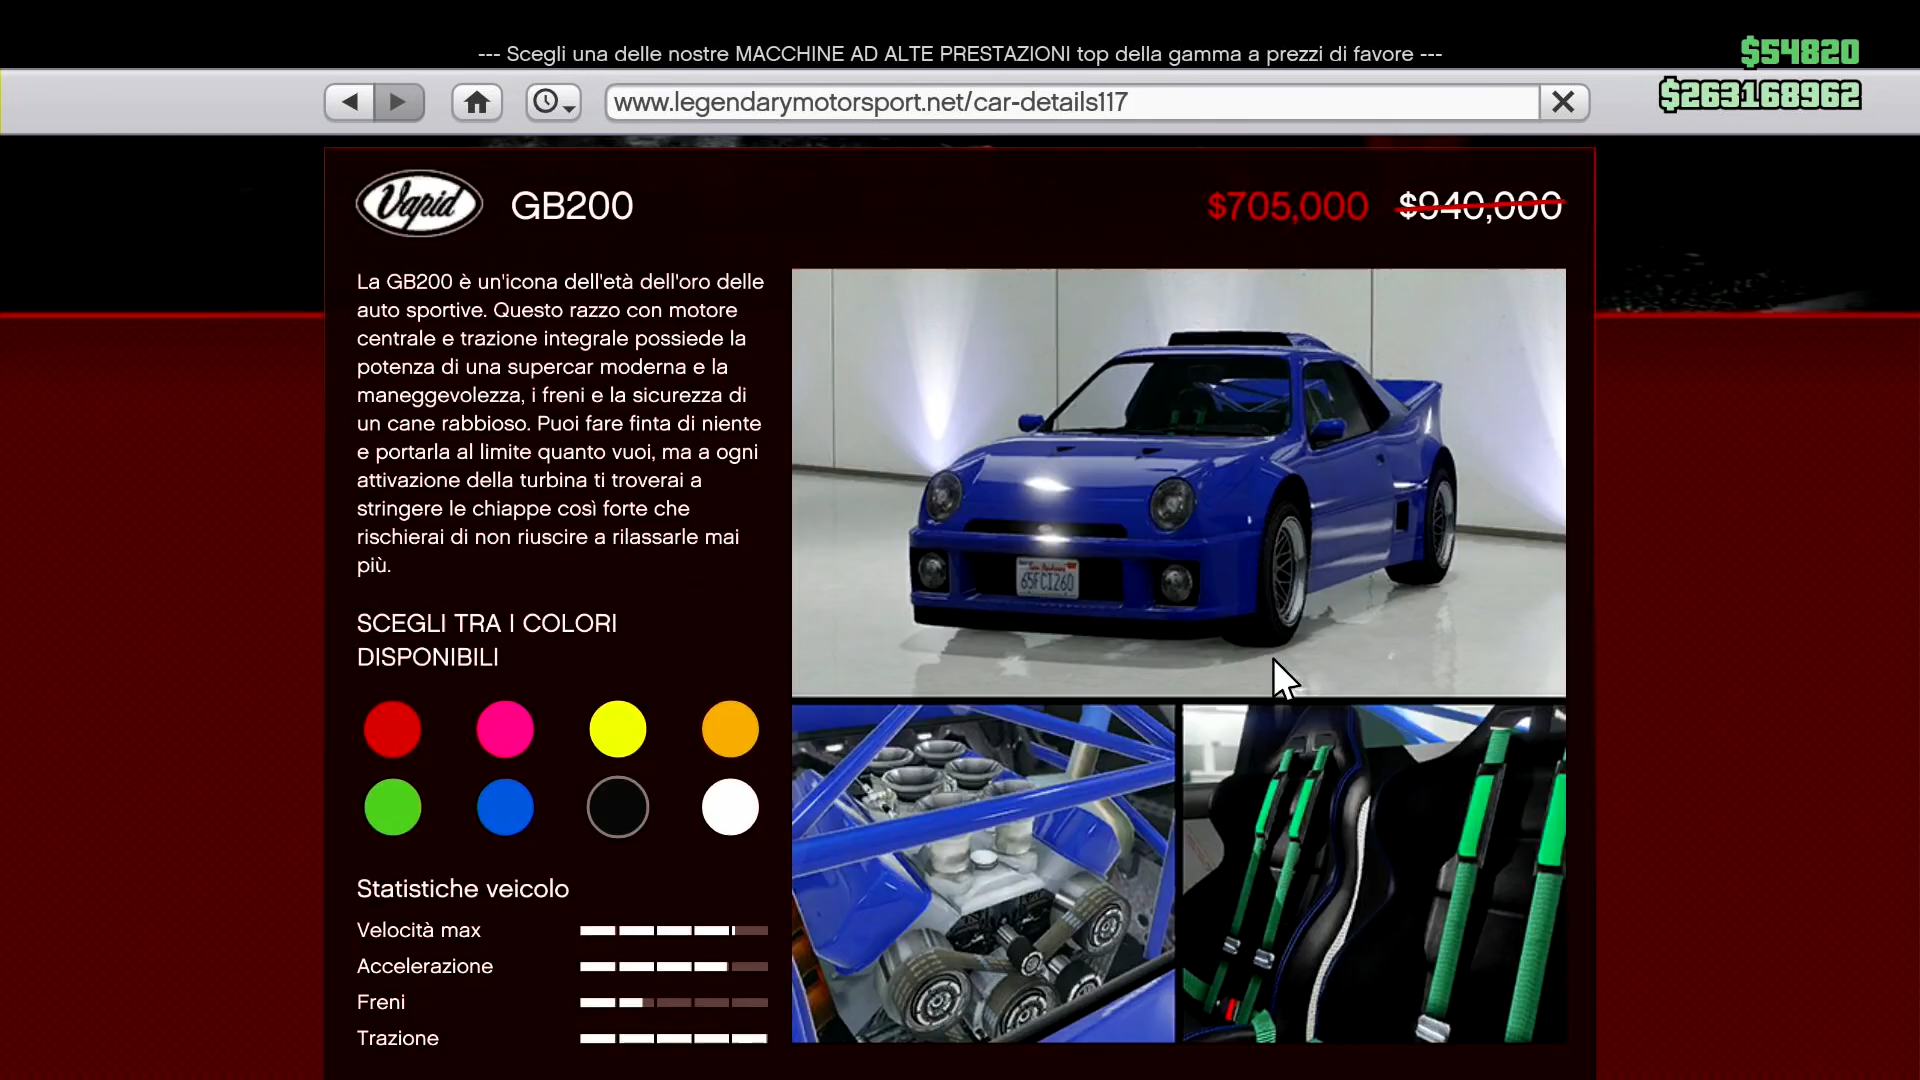 --- Scegli una delle nostre MACCHINE AD ALTE PRESTAZIONI top della gamma a prezzi di favore ---
$54820
$263168962
www.legendarymotorsport.net/car-details117
Vapid
GB200
$705,000 $940,000
La GB200 è un'icona dell'età dell'oro delle
auto sportive. Questo razzo con motore
centrale e trazione integrale possiede la
potenza di una supercar moderna e la
maneggevolezza, i freni e la sicurezza di
un cane rabbioso. Puoi fare finta di niente
e portarla al limite quanto vuoi, ma a ogni
attivazione della turbina ti troverai a
stringere le chiappe così forte che
rischierai di non riuscire a rilassarle mai
più.
San Andreas
65FCI260
SCEGLI TRA I COLORI
DISPONIBILI
Statistiche veicolo
Velocità max
Accelerazione
Freni
Trazione